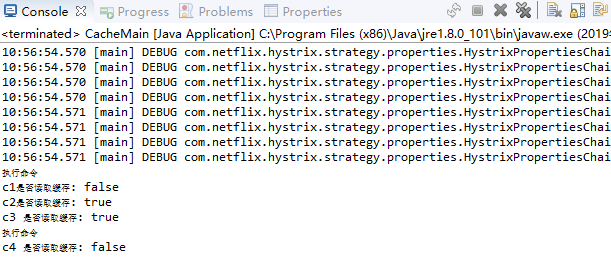 Console Progress Problems Properties
<terminated> CacheMain [Java Application] C:\Program Files (x86)\Java\jre1.8.0_101\bin\javaw.exe (2019
10:56:54.570 [main] DEBUG com.netflix.hystrix.strategy.properties.HystrixPropertiesChai
10:56:54.570 [main] DEBUG com.netflix.hystrix.strategy.properties.HystrixPropertiesChai
10:56:54.570 [main] DEBUG com.netflix.hystrix.strategy.properties.HystrixPropertiesChai
10:56:54.570 [main] DEBUG com.netflix.hystrix.strategy.properties.HystrixPropertiesChai
10:56:54.571 [main] DEBUG com.netflix.hystrix.strategy.properties.HystrixPropertiesChai
10:56:54.571 [main] DEBUG com.netflix.hystrix.strategy.properties.HystrixPropertiesChai
10:56:54.571 [main] DEBUG com.netflix.hystrix.strategy.properties.HystrixPropertiesChai
10:56:54.571 [main] DEBUG com.netflix.hystrix.strategy.properties.HystrixPropertiesChai
执行命令
c1是否读取缓存: false
c2是否读取缓存: true
c3 是否读取缓存: true
执行命令
c4 是否读取缓存: false